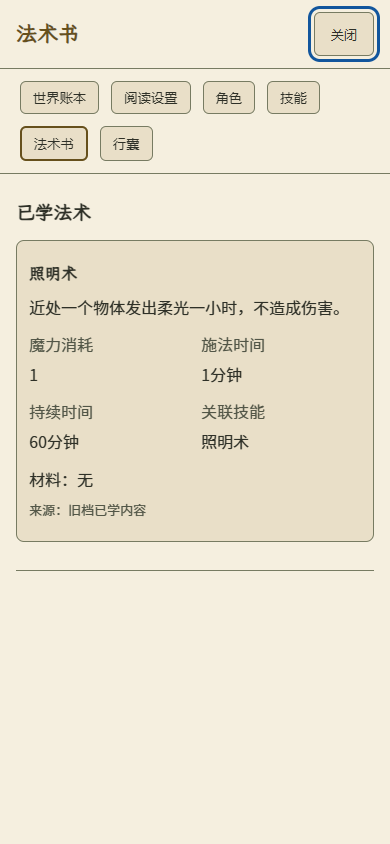 法术书
关闭
世界账本 阅读设置 角色 技能
法术书 行囊
已学法术
照明术
近处一个物体发出柔光一小时，不造成伤害。
魔力消耗 施法时间
1 1分钟
持续时间 关联技能
60分钟 照明术
材料：无
来源：旧档已学内容